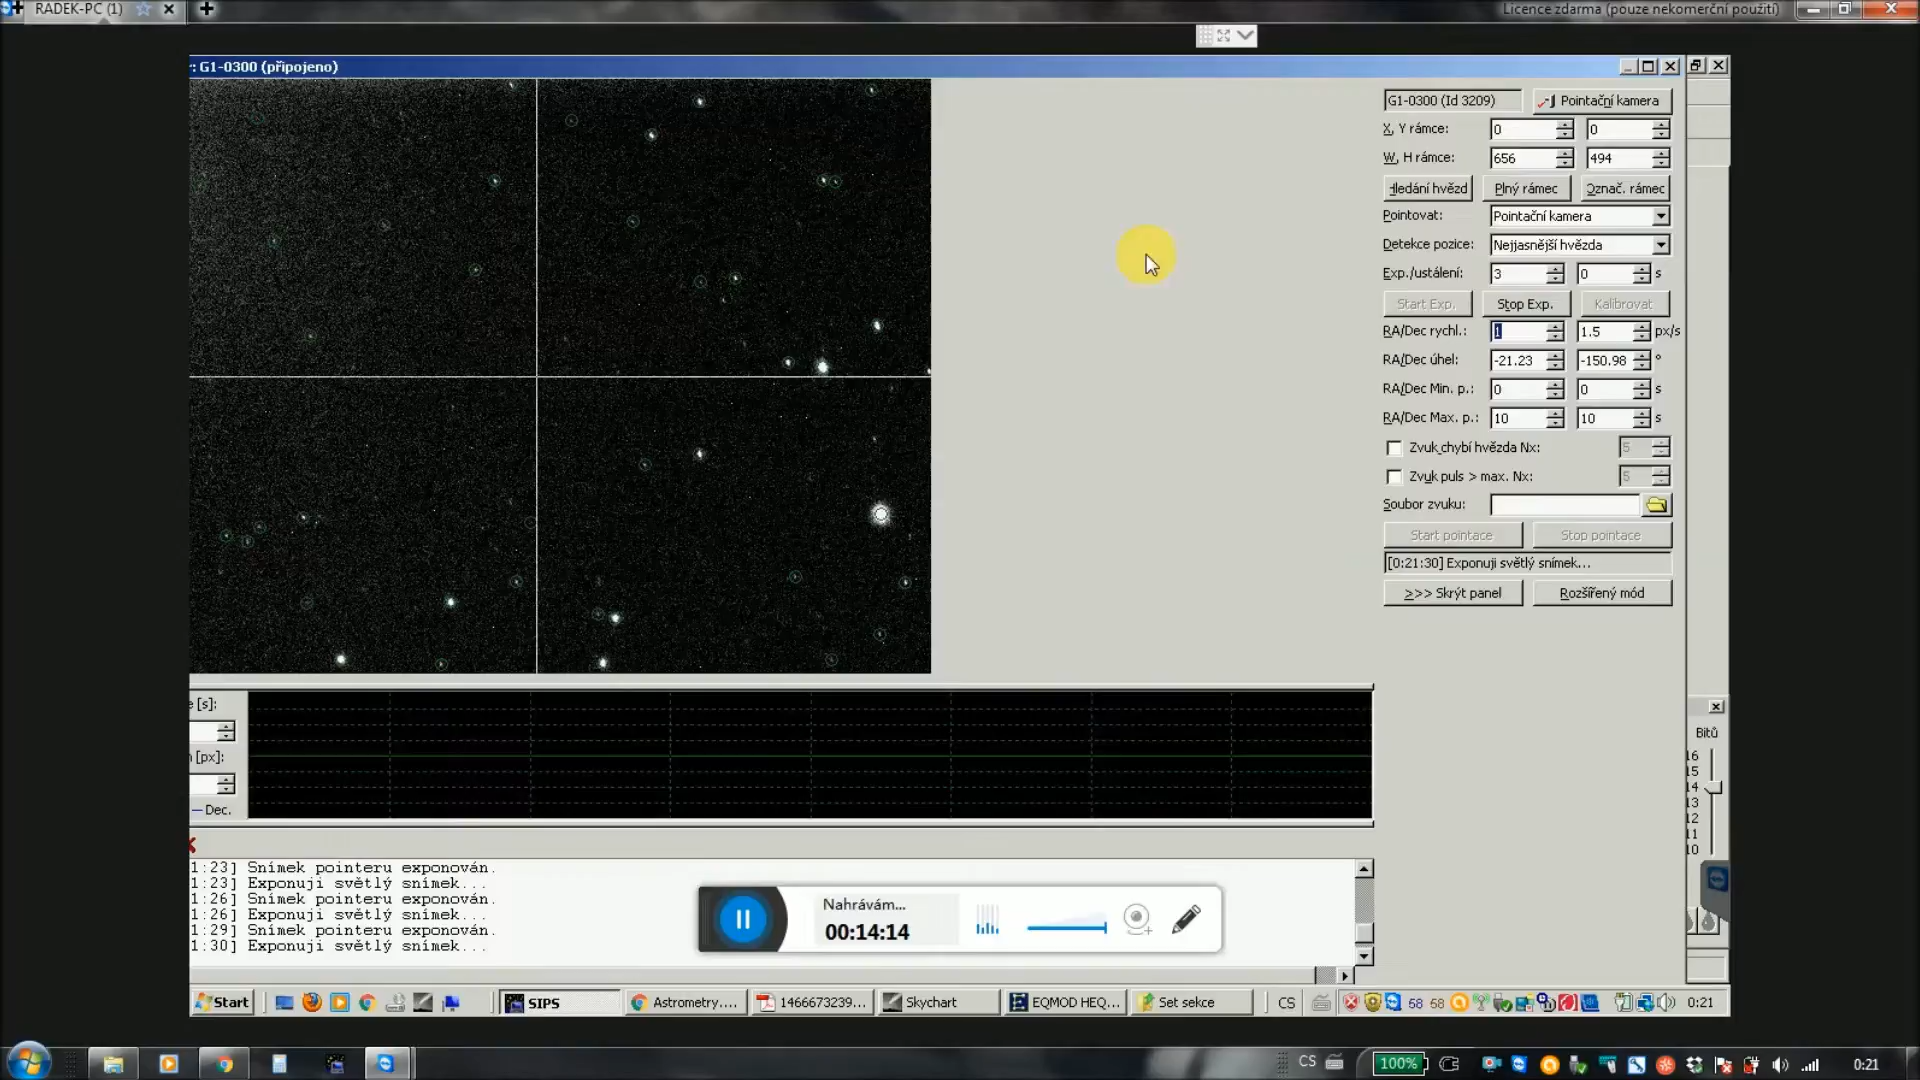 RADEK-PC (1)
Licence zdarma (pouze nekomerční použití)
r: G1-0300 (připojeno)
G1-0300 (Id 3209)
Pointační kamera
X, Y rámce:
0
0
W, H rámce:
656
494
Hledání hvězd
Plný rámec
Označ. rámec
Pointovat:
Pointační kamera
Detekce pozice:
Nejjasnější hvězda
Exp./ustálení:
3
0
s
Start Exp.
Stop Exp.
Kalibrovat
RA/Dec rychl.:
1
1.5
px/s
RA/Dec úhel:
-21.23
-150.98
°
RA/Dec Min. p.:
0
0
s
RA/Dec Max. p.:
10
10
s
Zvuk chybí hvězda Nx:
5
Zvuk puls > max. Nx:
5
Soubor zvuku:
Start pointace
Stop pointace
[0:21:30] Exponuji světlý snímek...
>>> Skrýt panel
Rozšířený mód
e [s]:
[px]:
Dec.
Bitů
16
15
14
13
12
11
10
1:23] Snímek pointeru exponován.
1:23] Exponuji světlý snímek...
1:26] Snímek pointeru exponován.
1:26] Exponuji světlý snímek...
1:29] Snímek pointeru exponován.
1:30] Exponuji světlý snímek...
Nahrávám...
00:14:14
Start
SIPS
Astrometry....
1466673239...
Skychart
EQMOD HEQ...
Set sekce
CS
58
68
0:21
CS
100%
0:21